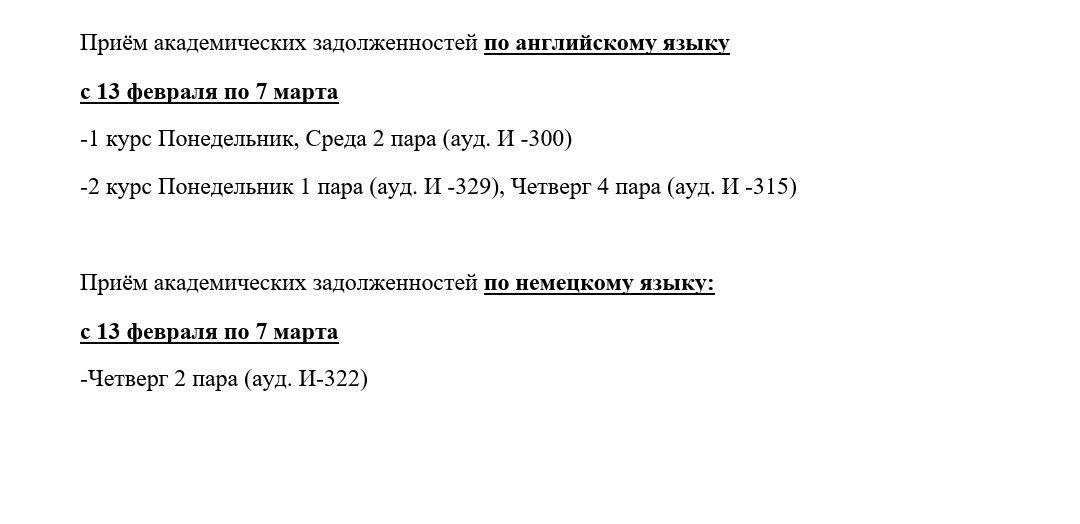 Приём академических задолженностей по английскому языку
с 13 февраля по 7 марта
-1 курс Понедельник, Среда 2 пара (ауд. И -300)
-2 курс Понедельник 1 пара (ауд. И -329), Четверг 4 пара (ауд. И -315)
Приём академических задолженностей по немецкому языку:
с 13 февраля по 7 марта
-Четверг 2 пара (ауд. И-322)